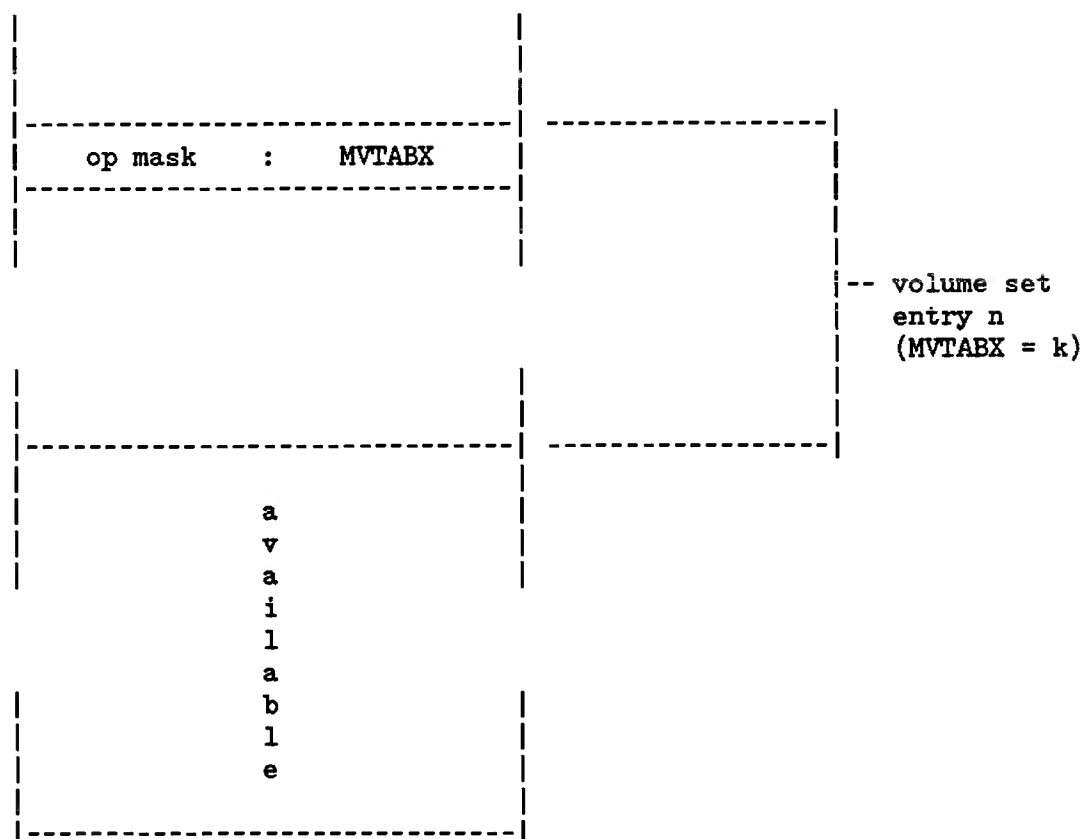 op mask : MVTABX
-- volume set
entry n
(MVTABX = k)
a
v
a
i
l
a
b
l
e